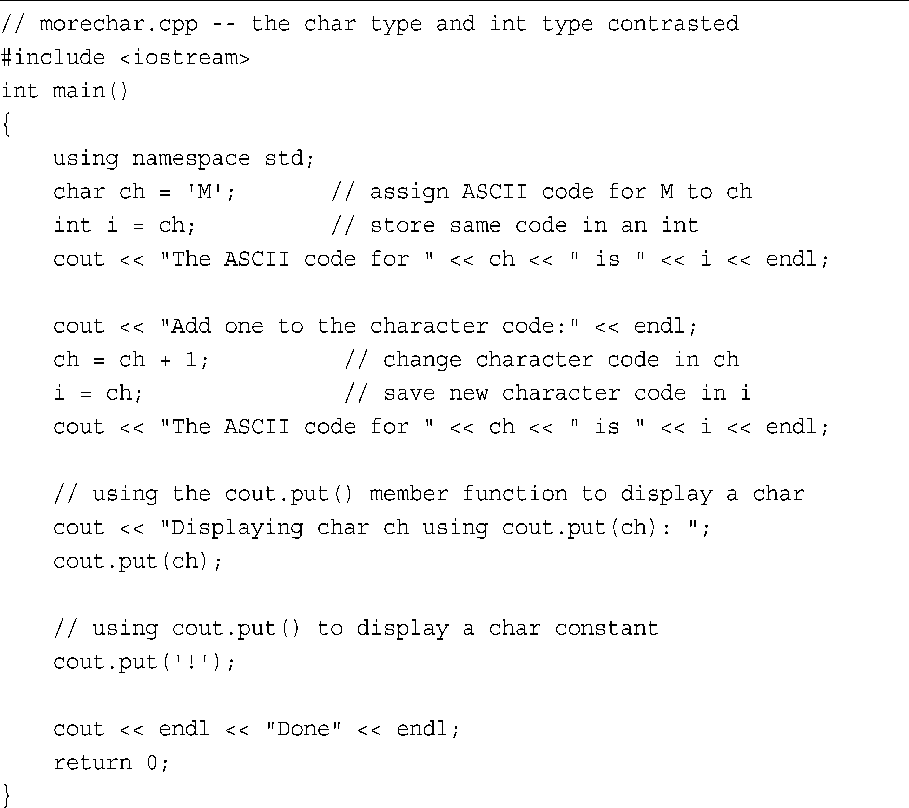 // morechar.cpp -- the char type and int type contrasted
#include <iostream>
int main()
{
    using namespace std;
    char ch = 'M';       // assign ASCII code for M to ch
    int i = ch;          // store same code in an int
    cout << "The ASCII code for " << ch << " is " << i << endl;

    cout << "Add one to the character code:" << endl;
    ch = ch + 1;          // change character code in ch
    i = ch;               // save new character code in i
    cout << "The ASCII code for " << ch << " is " << i << endl;

    // using the cout.put() member function to display a char
    cout << "Displaying char ch using cout.put(ch): ";
    cout.put(ch);

    // using cout.put() to display a char constant
    cout.put('!');

    cout << endl << "Done" << endl;
    return 0;
}